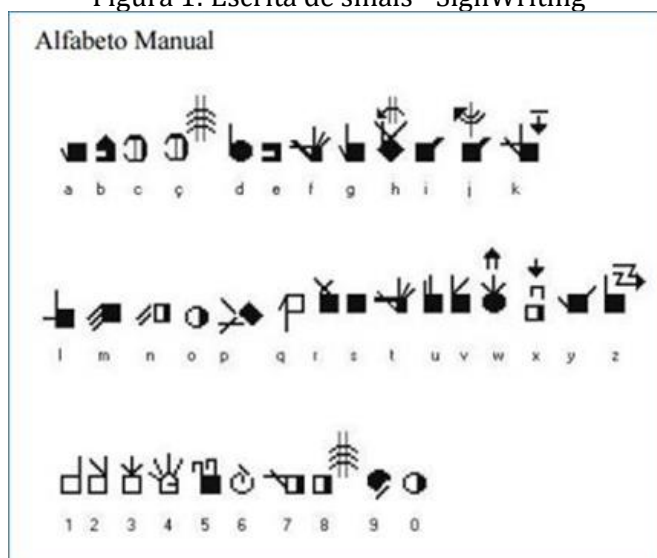 Figura 1: Escrita de sinais - SignWriting
Alfabeto Manual
a b c ç d e f g h i j k
l m n o p q r s t u v w x y z
1 2 3 4 5 6 7 8 9 0